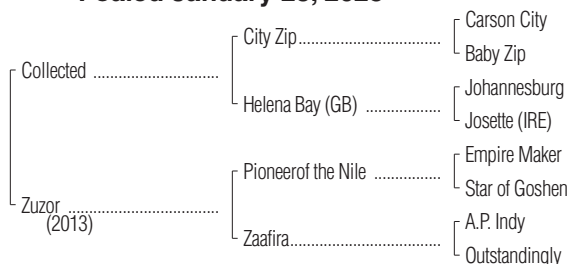 Foaled January
Carson City
City Zip
Baby Zip
Collected
Johannesburg
Helena Bay (GB)
Josette (IRE)
Empire Maker
Pioneerof the Nile
Star of Goshen
Zuzor
(2013)
A.P. Indy
Zaafira
Outstandingly